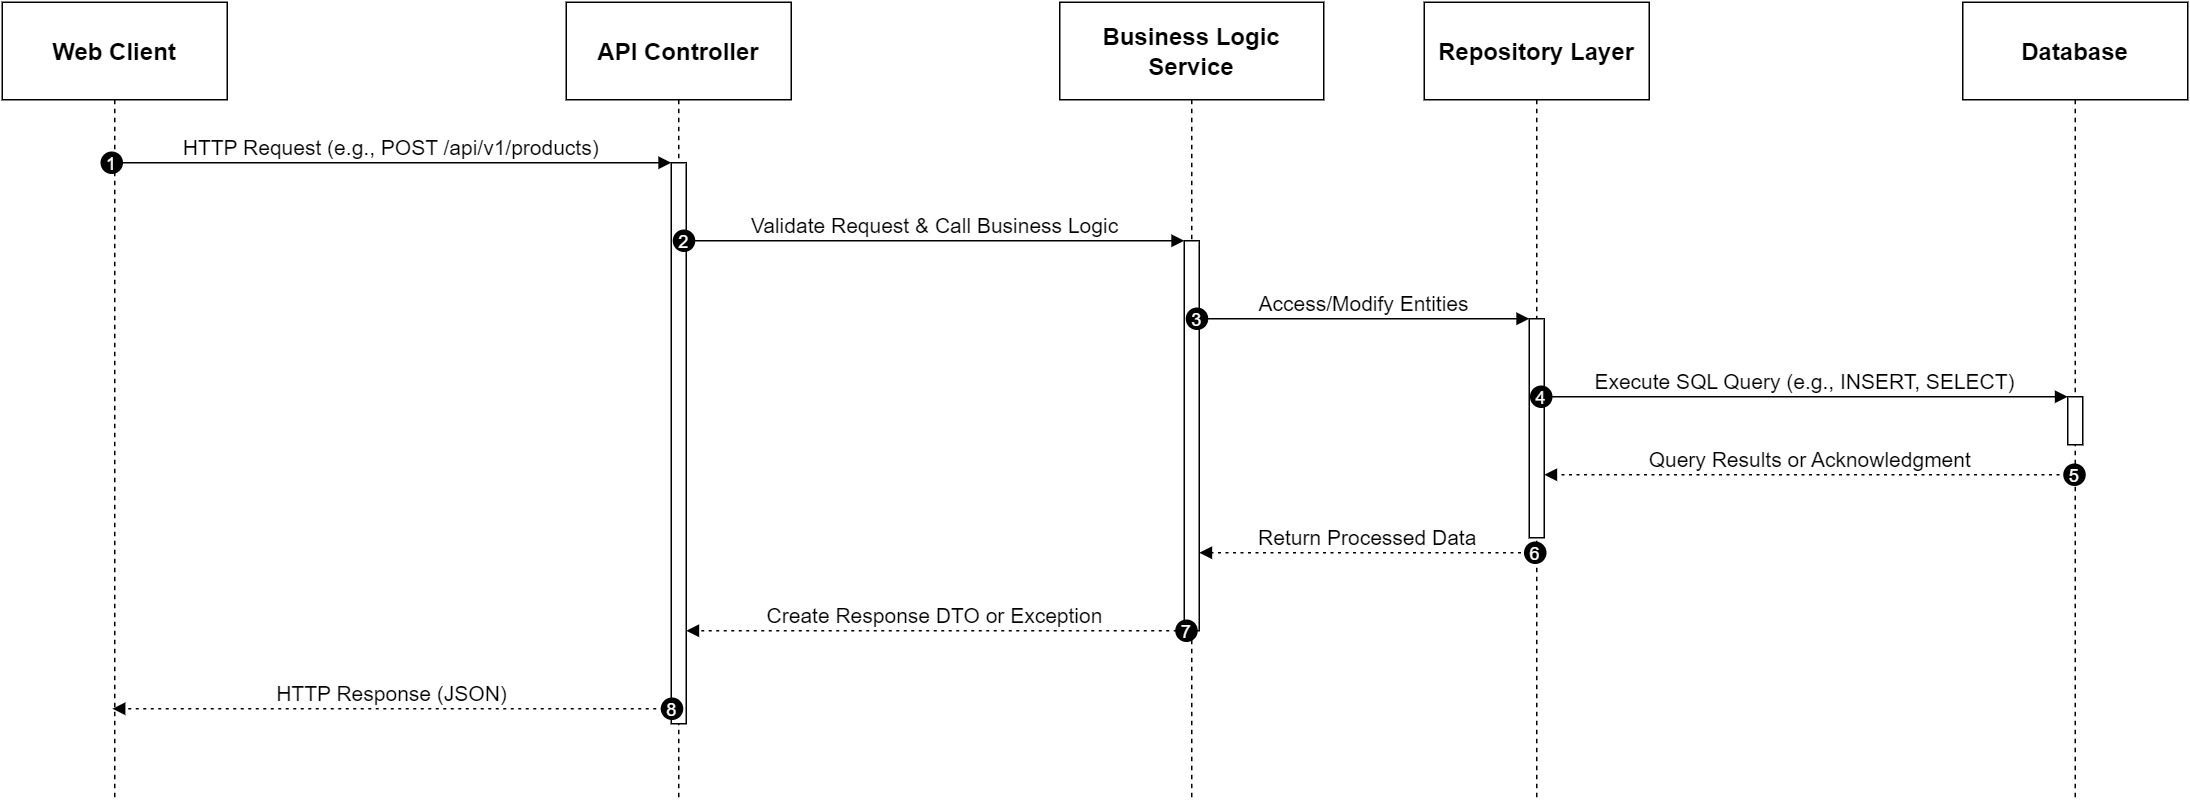 Web Client
API Controller
Business Logic
Service
Repository Layer
Database
HTTP Request (e.g., POST /api/v1/products)
1
Validate Request & Call Business Logic
2
Access/Modify Entities
3
Execute SQL Query (e.g., INSERT, SELECT)
4
Query Results or Acknowledgment
5
Return Processed Data
6
Create Response DTO or Exception
7
HTTP Response (JSON)
8